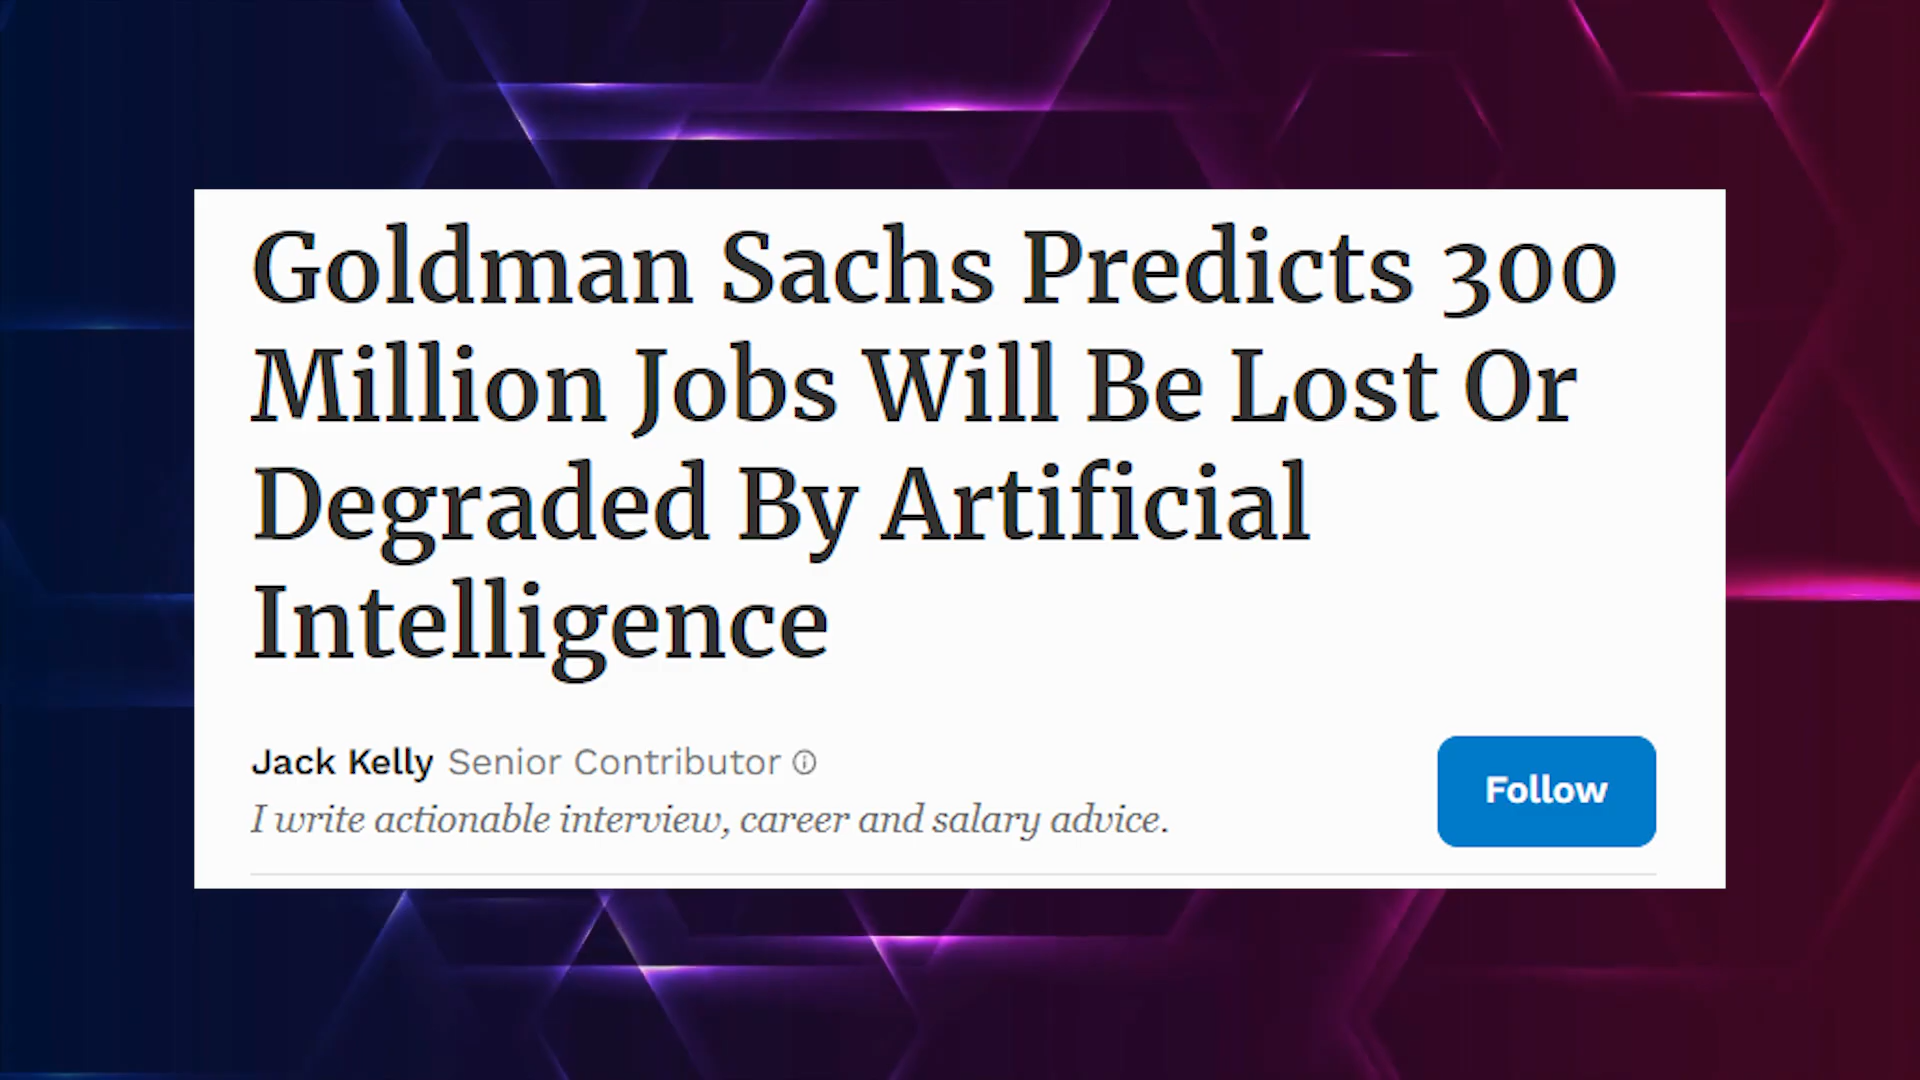 Goldman Sachs Predicts 300
Million Jobs Will Be Lost Or
Degraded By Artificial
Intelligence
Jack Kelly Senior Contributor
I write actionable interview, career and salary advice.
Follow